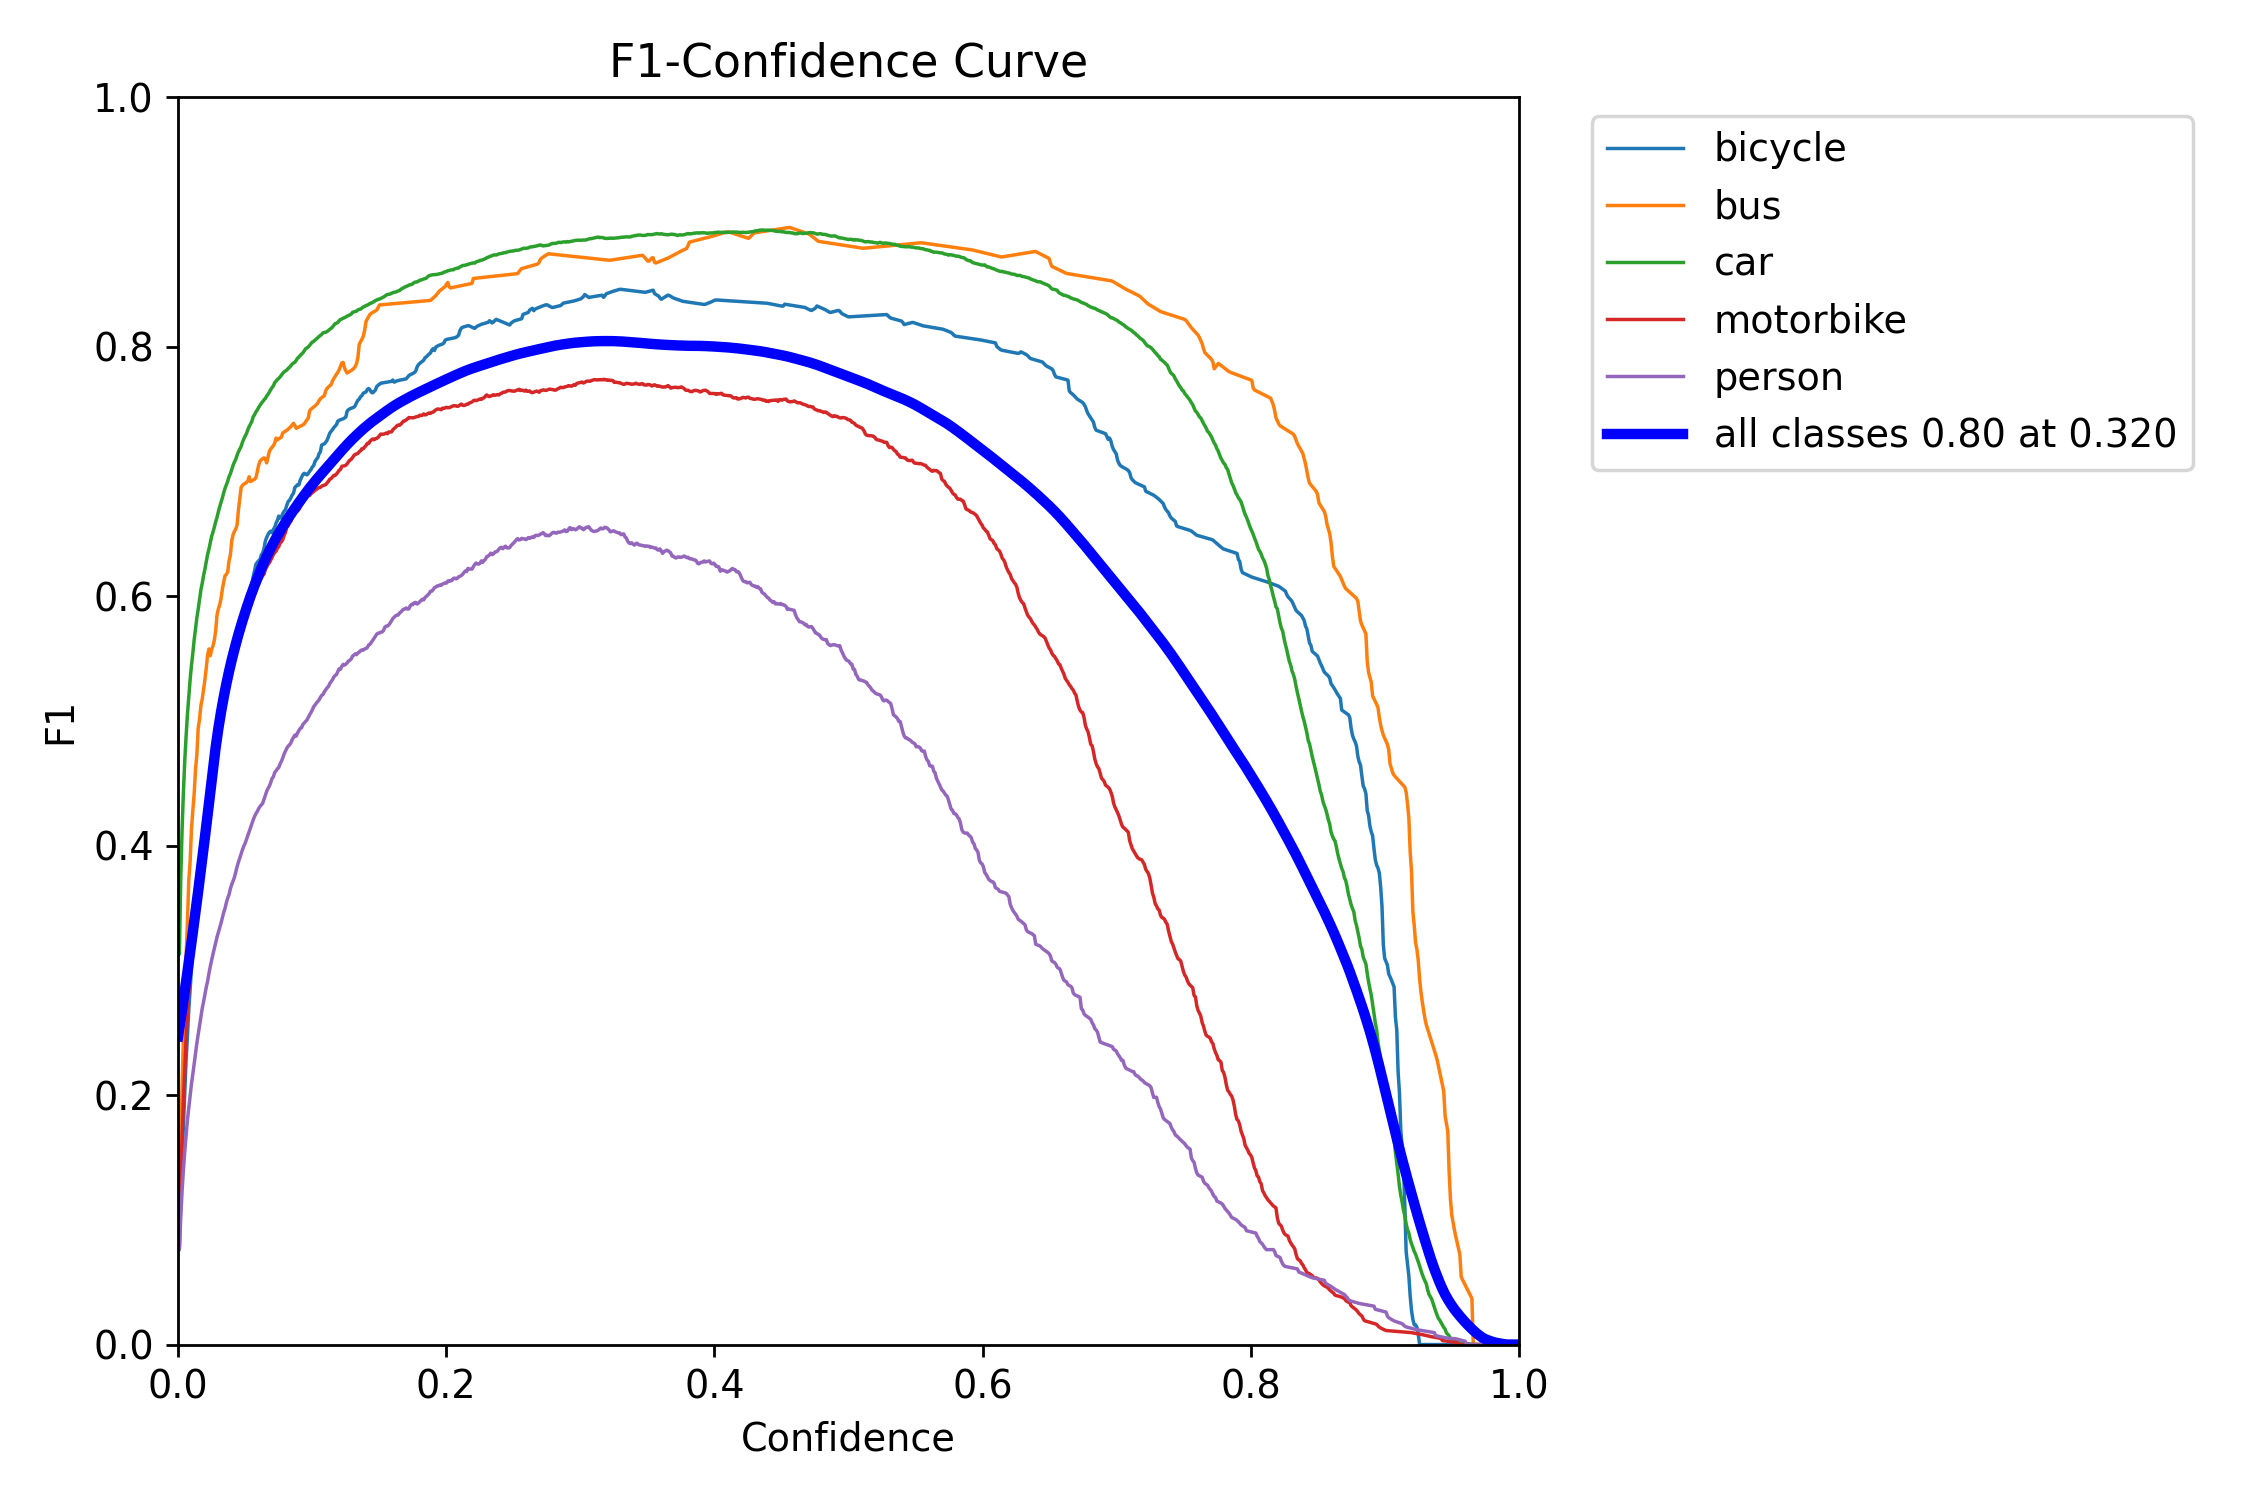 F1-Confidence Curve
1.0
0.8
0.6
0.4
0.2
0.0
F1
0.0 0.2 0.4 0.6 0.8 1.0
Confidence
bicycle
bus
car
motorbike
person
all classes 0.80 at 0.320